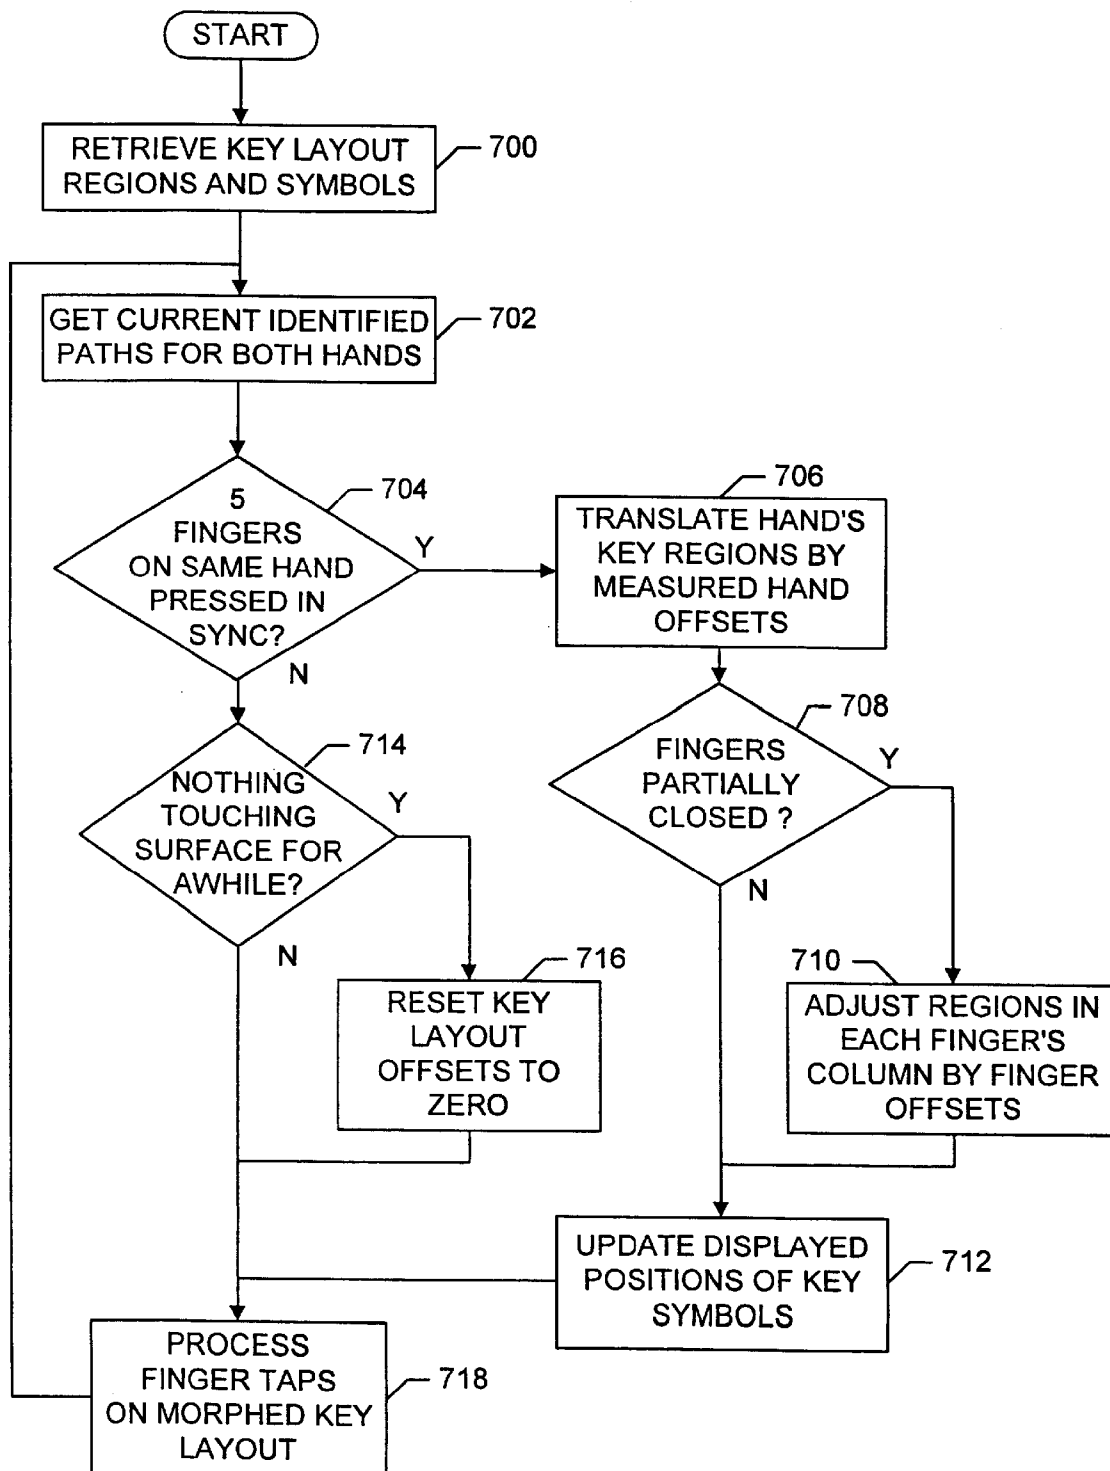 START
RETRIEVE KEY LAYOUT
REGIONS AND SYMBOLS
700
GET CURRENT IDENTIFIED
PATHS FOR BOTH HANDS
702
5
FINGERS
ON SAME HAND
PRESSED IN
SYNC?
704
Y
N
706
TRANSLATE HAND'S
KEY REGIONS BY
MEASURED HAND
OFFSETS
708
FINGERS
PARTIALLY
CLOSED ?
Y
N
714
NOTHING
TOUCHING
SURFACE FOR
AWHILE?
Y
N
716
RESET KEY
LAYOUT
OFFSETS TO
ZERO
710
ADJUST REGIONS IN
EACH FINGER'S
COLUMN BY FINGER
OFFSETS
UPDATE DISPLAYED
POSITIONS OF KEY
SYMBOLS
712
PROCESS
FINGER TAPS
ON MORPHED KEY
LAYOUT
718